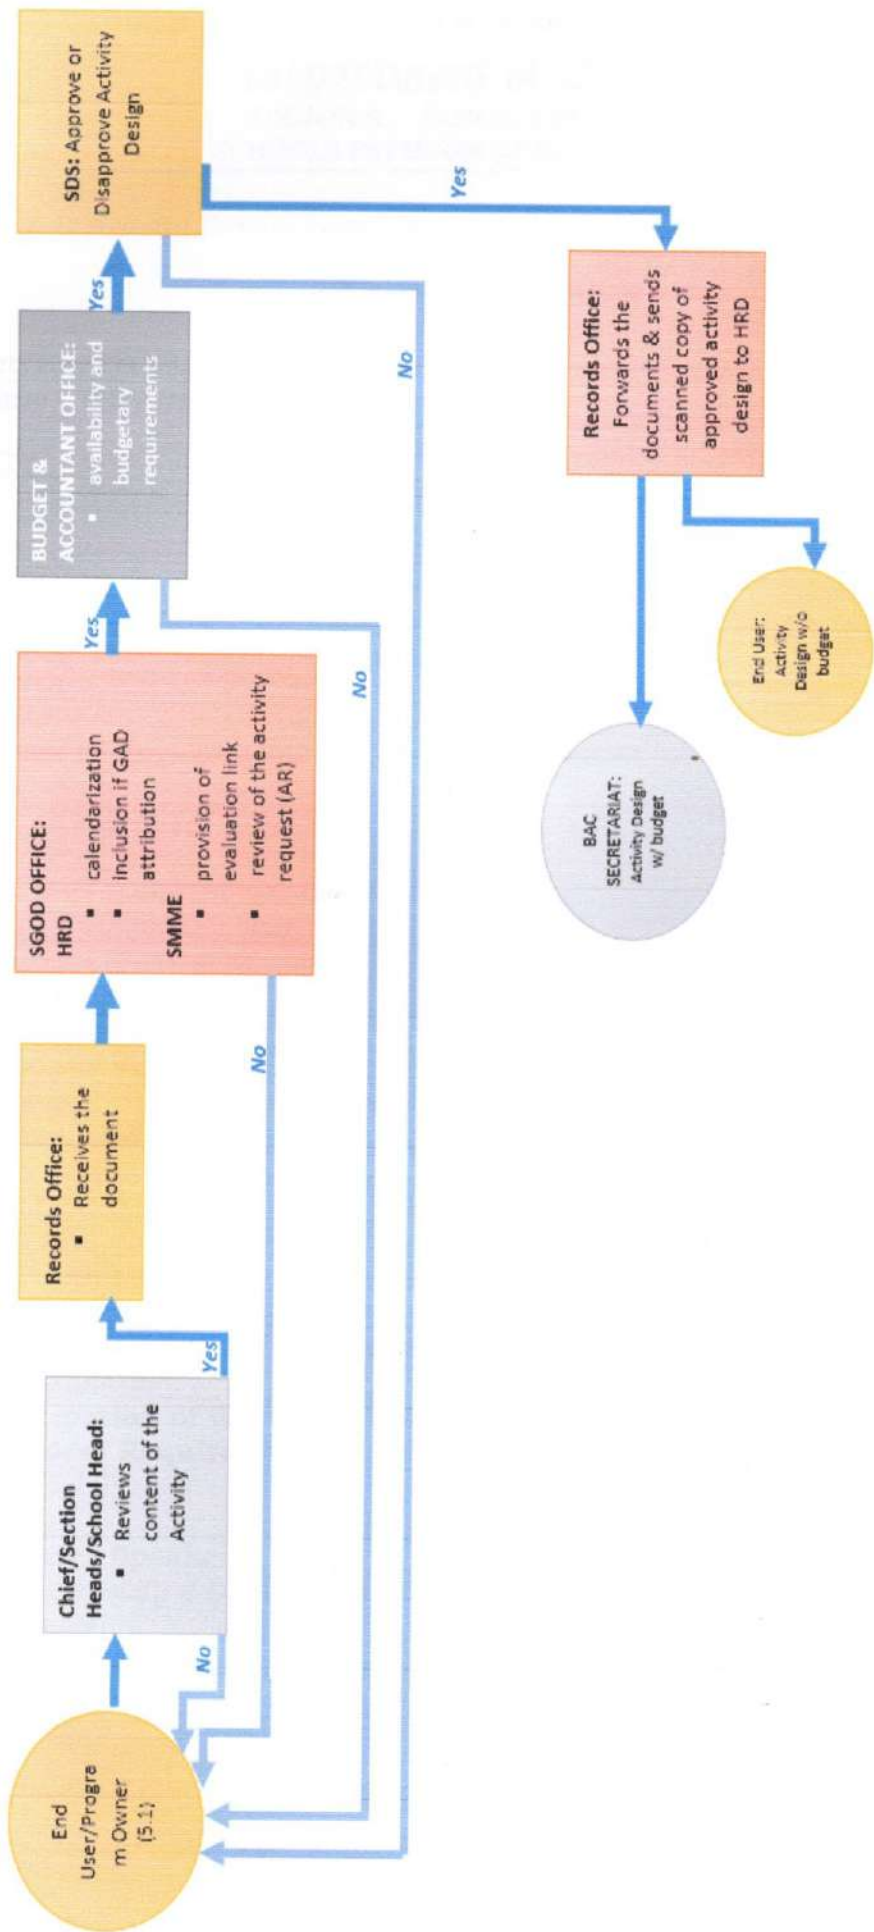 End
User/Progra
m Owner
(5.1)
No
Chief/Section
Heads/School Head:
▪ Reviews
content of the
Activity
Yes
Records Office:
▪ Receives the
document
No
SGOD OFFICE:
HRD
▪ calendarization
▪ inclusion if GAD
attribution
SMME
▪ provision of
evaluation link
▪ review of the activity
request (AR)
Yes
No
BUDGET &
ACCOUNTANT OFFICE:
▪ availability and
budgetary
requirements
Yes
No
SDS: Approve or
Disapprove Activity
Design
Yes
Records Office:
Forwards the
documents & sends
scanned copy of
approved activity
design to HRD
BAC
SECRETARIAT:
Activity Design
w/ budget
End User:
Activity
Design w/o
budget